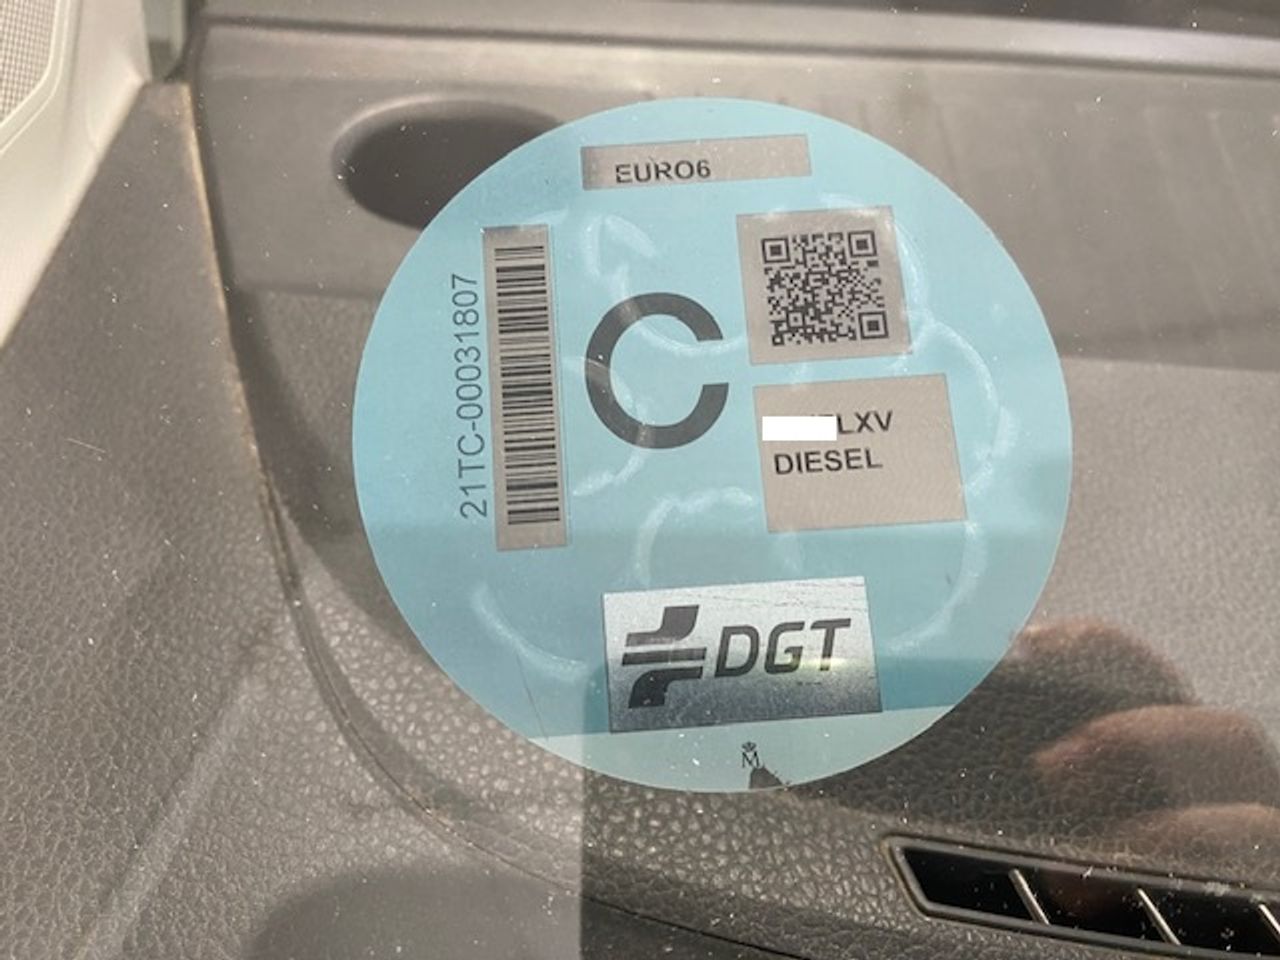 EURO6
21TC-00031807
C
LXV
DIESEL
DGT
M